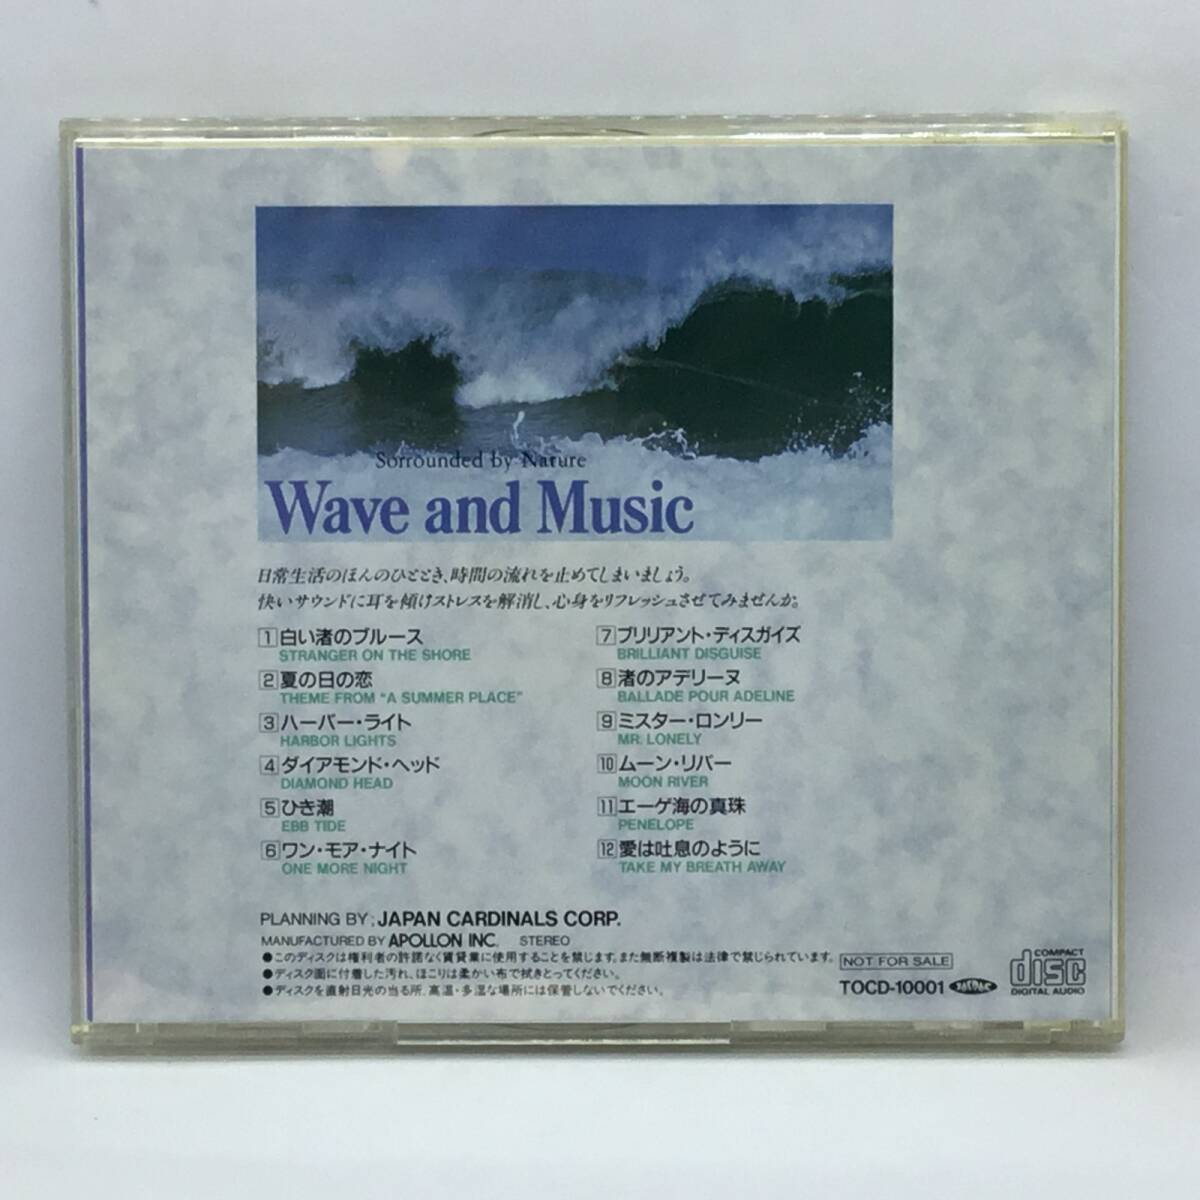 Sorrounded by Nature
Wave and Music
日常生活のほんのひととき、時間の流れを止めてしまいましょう。
快いサウンドに耳を傾けストレスを解消し、心身をリフレッシュさせてみませんか。
1 白い渚のブルース
STRANGER ON THE SHORE
2 夏の日の恋
THEME FROM “A SUMMER PLACE”
3 ハーバー・ライト
HARBOR LIGHTS
4 ダイアモンド・ヘッド
DIAMOND HEAD
5 ひき潮
EBB TIDE
6 ワン・モア・ナイト
ONE MORE NIGHT
7 ブリリアント・ディスガイズ
BRILLIANT DISGUISE
8 渚のアデリーヌ
BALLADE POUR ADELINE
9 ミスター・ロンリー
MR. LONELY
10 ムーン・リバー
MOON RIVER
11 エーゲ海の真珠
PENELOPE
12 愛は吐息のように
TAKE MY BREATH AWAY
PLANNING BY; JAPAN CARDINALS CORP.
MANUFACTURED BY APOLLON INC. STEREO
●このディスクは権利者の許諾なく賃貸業に使用することを禁じます。また無断複製は法律で禁じられています。
●ディスク面に付着した汚れ、ほこりは柔かい布で拭きとってください。
●ディスクを直射日光の当る所、高温・多湿な場所には保管しないでください。
NOT FOR SALE
TOCD-10001
COMPACT
disc
DIGITAL AUDIO